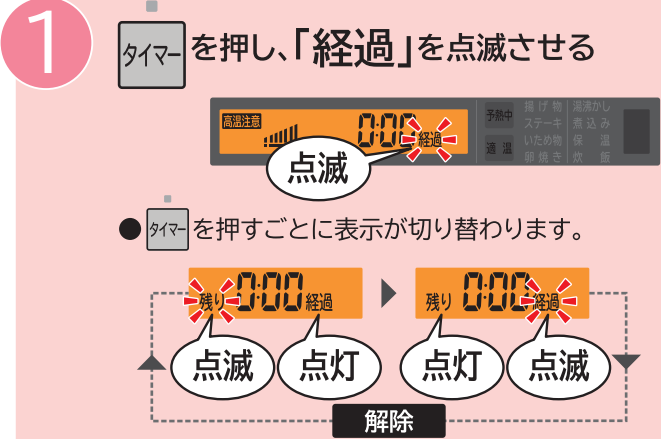 1
タイマー を押し、「経過」を点滅させる
高温注意 0:00 経過
予熱中 揚げ物 湯沸かし
ステーキ 煮込み
適温 いため物 保温
卵焼き 炊飯
点滅
● タイマー を押すごとに表示が切り替わります。
残り 0:00 経過 残り 0:00 経過
点滅 点灯 点灯 点滅
解除